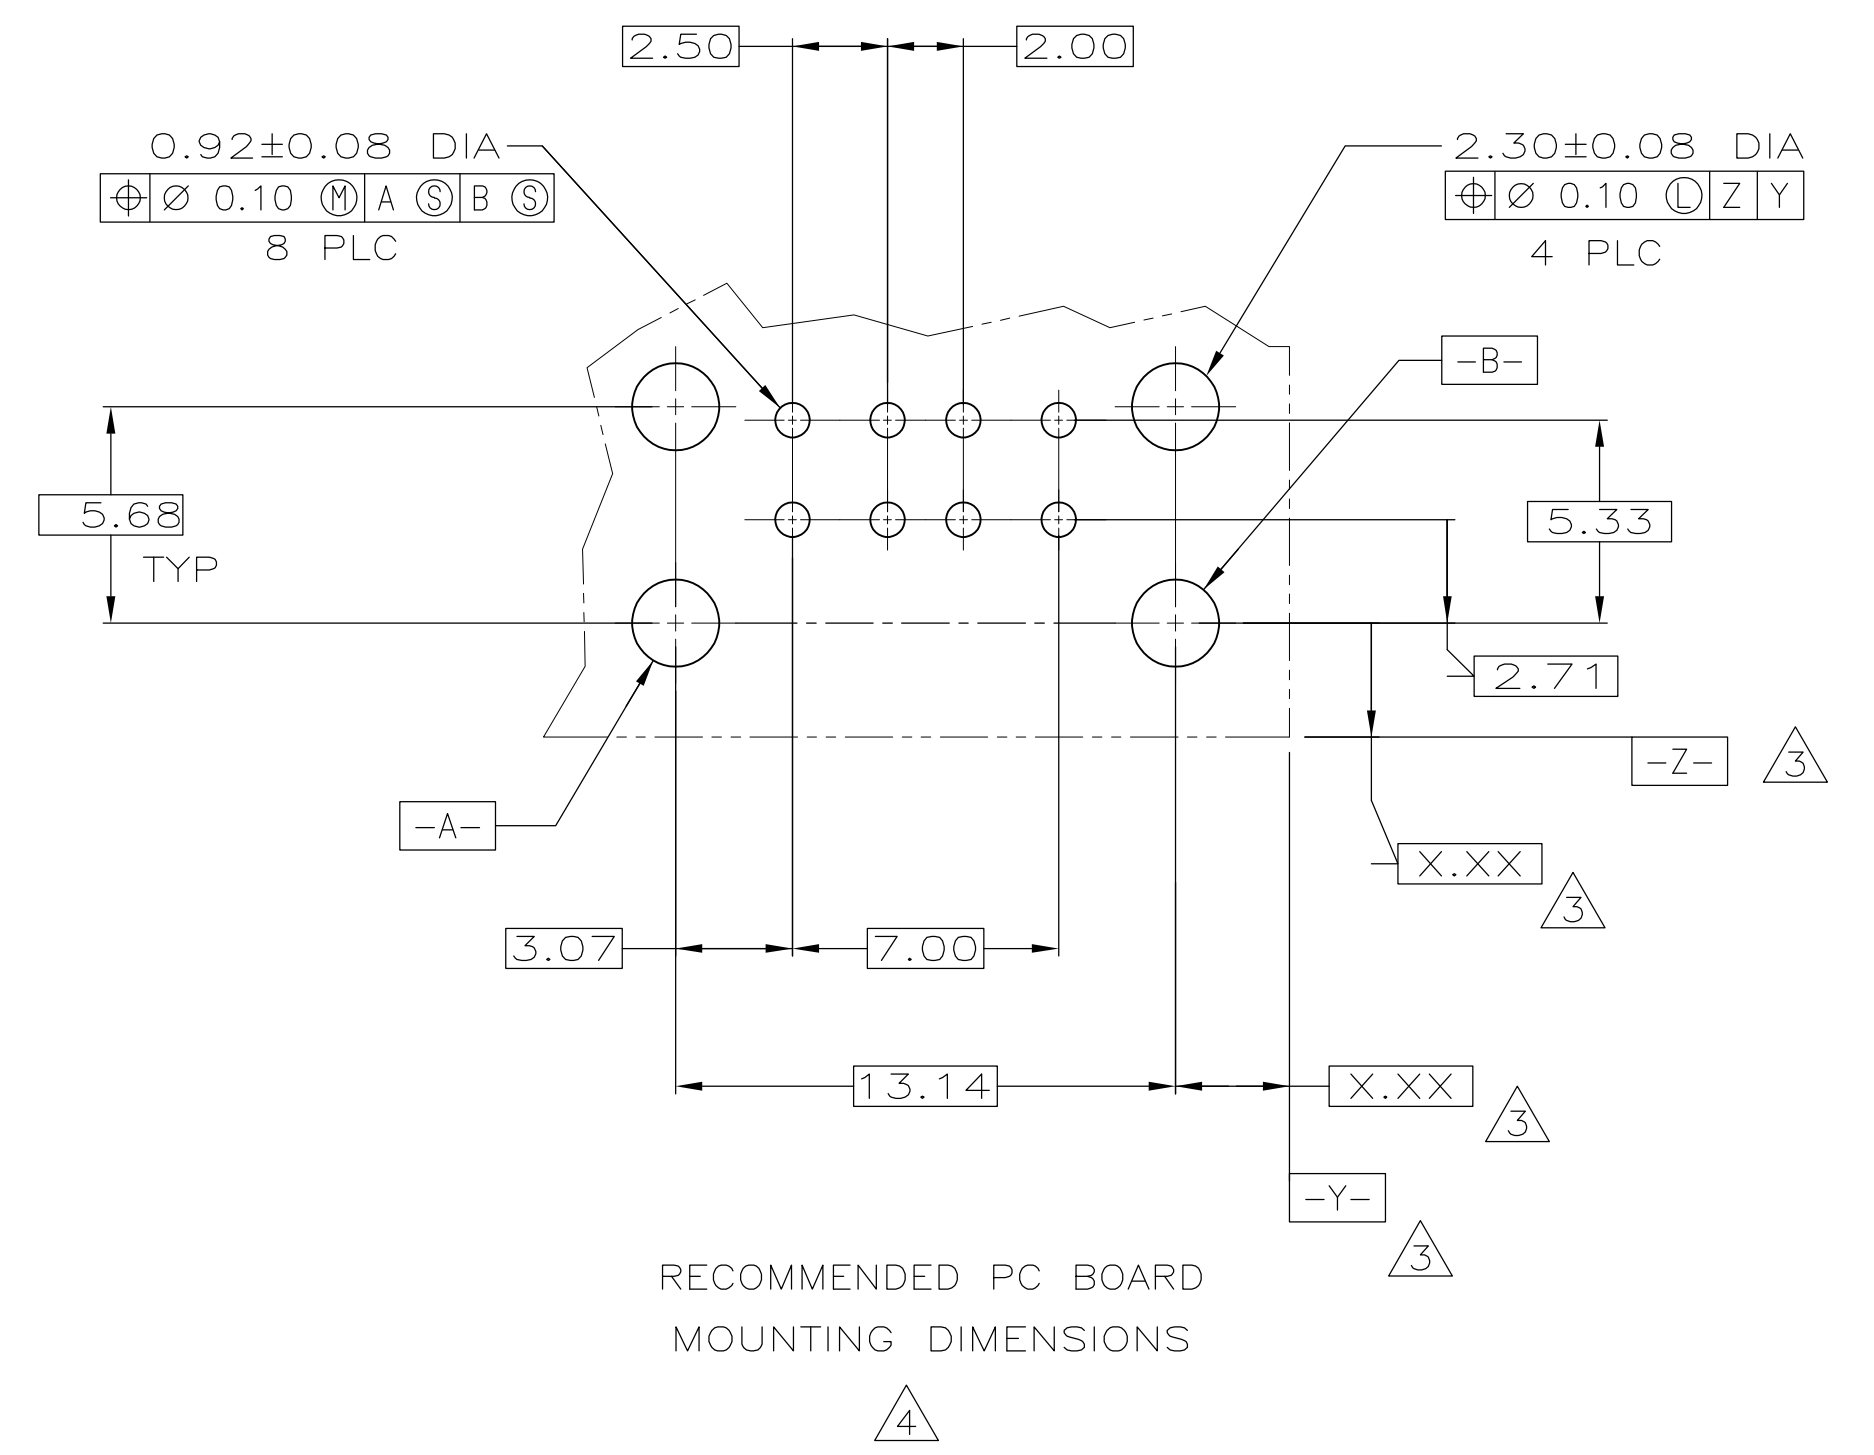 2.50
2.00
0.92±0.08 DIA
⌖ Ø 0.10 Ⓜ A Ⓢ B Ⓢ
8 PLC
2.30±0.08 DIA
⌖ Ø 0.10 Ⓛ Z Y
4 PLC
-B-
5.68
TYP
5.33
2.71
-Z-
3
-A-
X.XX
3
3.07
7.00
13.14
X.XX
3
-Y-
3
RECOMMENDED PC BOARD
MOUNTING DIMENSIONS
4